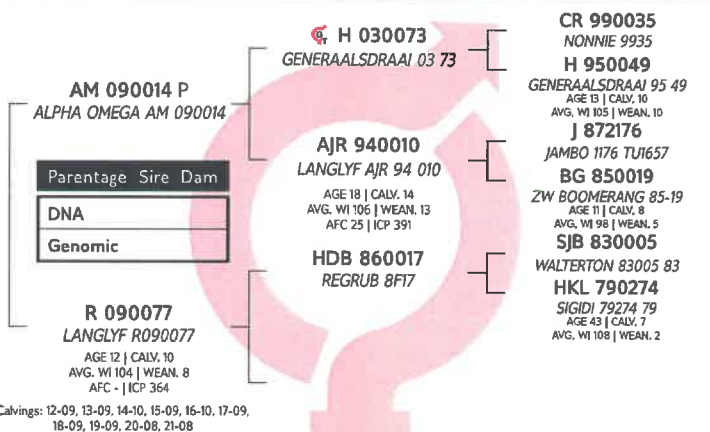 AM 090014 P
ALPHA OMEGA AM 090014
Parentage Sire Dam
DNA
Genomic
R 090077
LANGLYF R090077
AGE 12 | CALV. 10
AVG. WI 104 | WEAN. 8
AFC - | ICP 364
Calvings: 12-09, 13-09, 14-10, 15-09, 16-10, 17-09,
18-09, 19-09, 20-08, 21-08
H 030073
GENERAALSDRAAI 03 73
AJR 940010
LANGLYF AJR 94 010
AGE 18 | CALV. 14
AVG. WI 106 | WEAN. 13
AFC 25 | ICP 391
HDB 860017
REGRUB 8F17
CR 990035
NONNIE 9935
H 950049
GENERAALSDRAAI 95 49
AGE 13 | CALV. 10
AVG. WI 105 | WEAN. 10
J 872176
JAMBO 1176 TU1657
BG 850019
ZW BOOMERANG 85-19
AGE 11 | CALV. 8
AVG. WI 98 | WEAN. 5
SJB 830005
WALTERTON 83005 83
HKL 790274
SIGIDI 79274 79
AGE 43 | CALV. 7
AVG. WI 108 | WEAN. 2